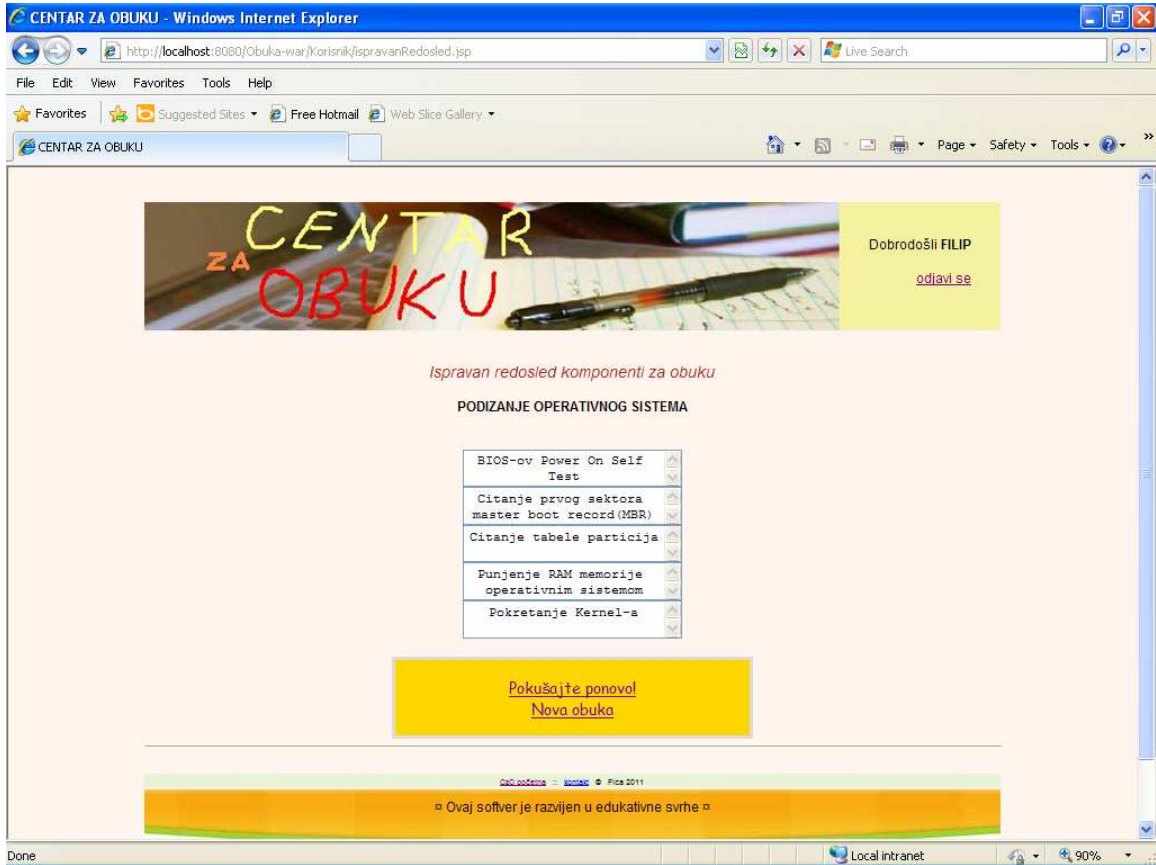 CENTAR ZA OBUKU - Windows Internet Explorer
http://localhost:8080/Obuka-war/Korisnik/ispravanRedosled.jsp
Live Search
File Edit View Favorites Tools Help
Favorites Suggested Sites Free Hotmail Web Slice Gallery
CENTAR ZA OBUKU
Page Safety Tools »
CENTAR
ZA
OBUKU
Dobrodošli FILIP
odjavi se
Ispravan redosled komponenti za obuku
PODIZANJE OPERATIVNOG SISTEMA
BIOS-ov Power On Self
Test
Citanje prvog sektora
master boot record(MBR)
Citanje tabele particija
Punjenje RAM memorije
operativnim sistemom
Pokretanje Kernel-a
Pokušajte ponovo!
Nova obuka
CzO početna :: kontakt © Fica 2011
¤ Ovaj softver je razvijen u edukativne svrhe ¤
Done
Local intranet
90%